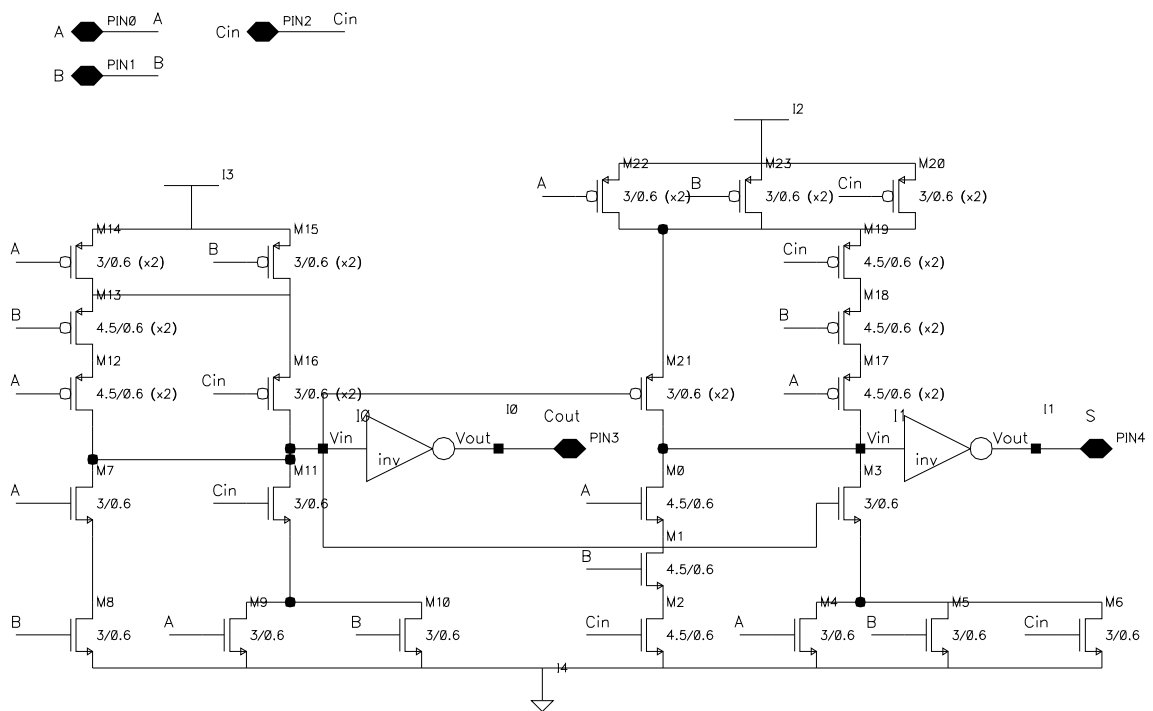 A PIN0 A Cin PIN2 Cin
B PIN1 B
I2
M22 M23 M20
I3
A 3/0.6 (x2) B 3/0.6 (x2) Cin 3/0.6 (x2)
M14 M15 M19
A 3/0.6 (x2) B 3/0.6 (x2) Cin 4.5/0.6 (x2)
M13 M18
B 4.5/0.6 (x2) B 4.5/0.6 (x2)
M12 M16 M21 M17
A 4.5/0.6 (x2) Cin 3/0.6 (x2) 3/0.6 (x2) A 4.5/0.6 (x2)
I0 I0 Cout I1 I1 S
Vin Vout PIN3 Vin Vout PIN4
inv inv
M7 M11 M0 M3
A 3/0.6 Cin 3/0.6 A 4.5/0.6 3/0.6
M1
B 4.5/0.6
M8 M9 M10 M2 M4 M5 M6
B 3/0.6 A 3/0.6 B 3/0.6 Cin 4.5/0.6 A 3/0.6 B 3/0.6 Cin 3/0.6
I4